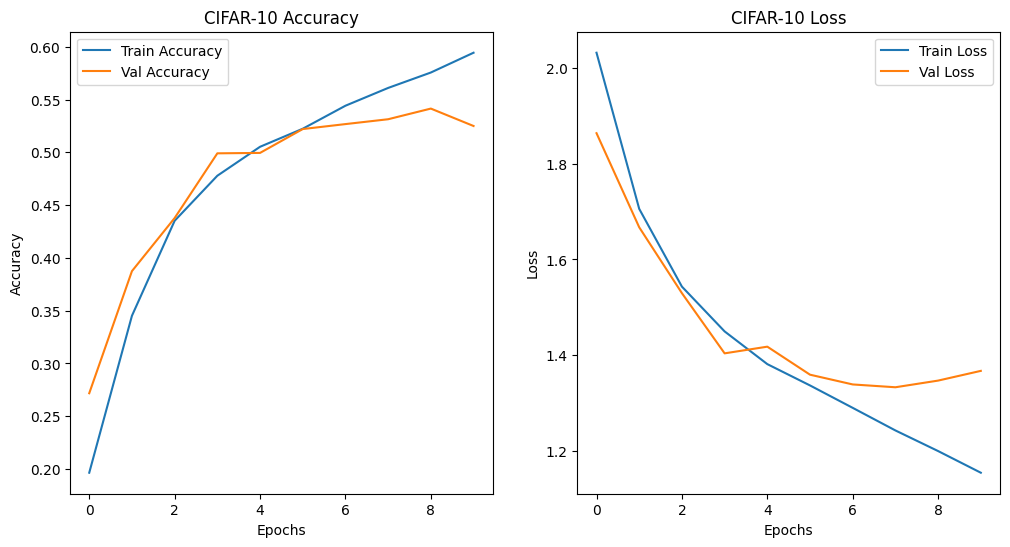 CIFAR-10 Accuracy
Train Accuracy
Val Accuracy
Accuracy
0.60
0.55
0.50
0.45
0.40
0.35
0.30
0.25
0.20
0 2 4 6 8
Epochs
CIFAR-10 Loss
Train Loss
Val Loss
Loss
2.0
1.8
1.6
1.4
1.2
0 2 4 6 8
Epochs